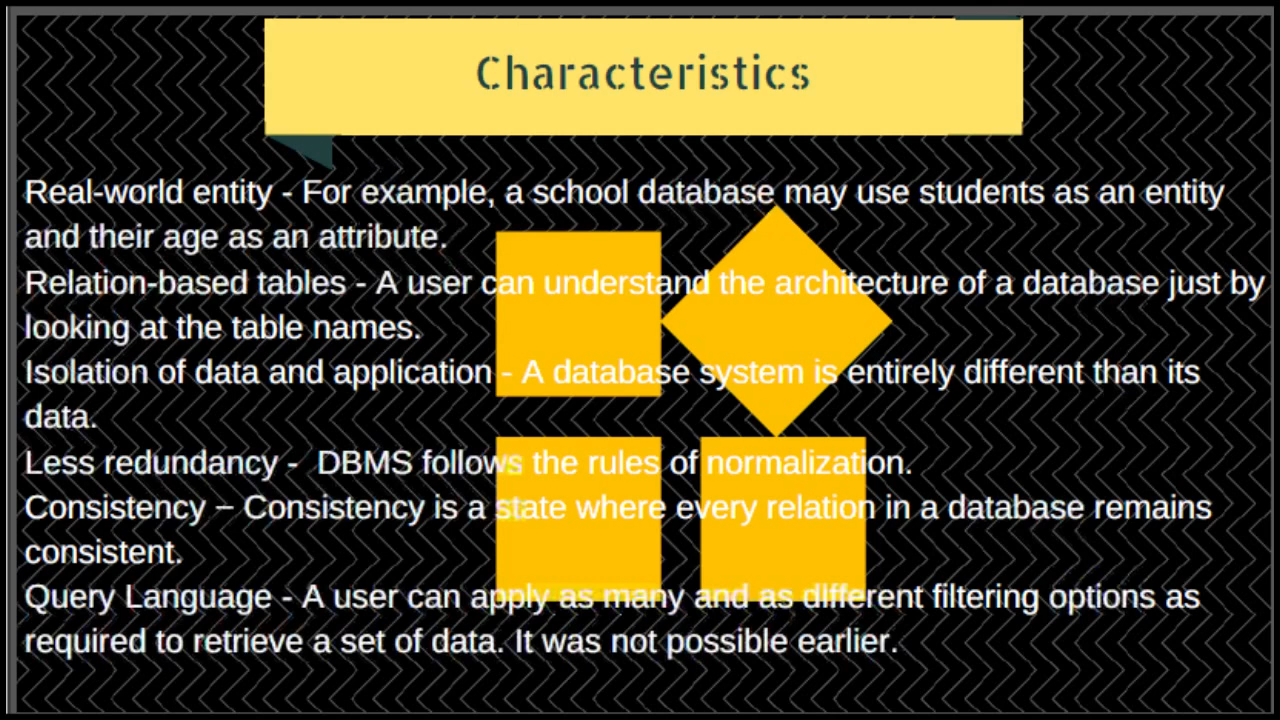 Characteristics
Real-world entity - For example, a school database may use students as an entity
and their age as an attribute.
Relation-based tables - A user can understand the architecture of a database just by
looking at the table names.
Isolation of data and application - A database system is entirely different than its
data.
Less redundancy -  DBMS follows the rules of normalization.
Consistency − Consistency is a state where every relation in a database remains
consistent.
Query Language - A user can apply as many and as different filtering options as
required to retrieve a set of data. It was not possible earlier.